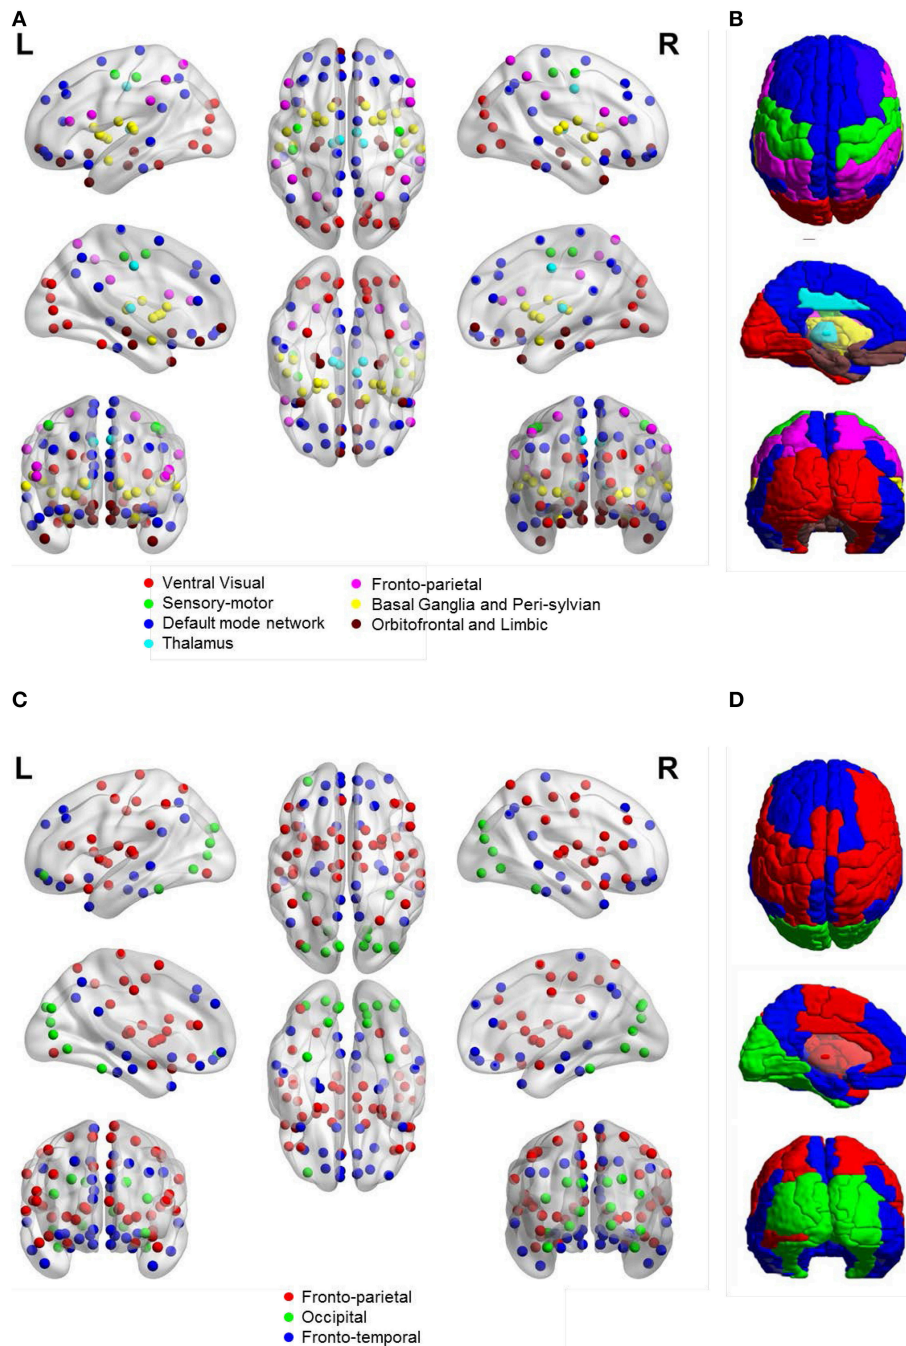 A
B
L
R
Ventral Visual
Sensory-motor
Default mode network
Thalamus
Fronto-parietal
Basal Ganglia and Peri-sylvian
Orbitofrontal and Limbic
C
D
L
R
Fronto-parietal
Occipital
Fronto-temporal